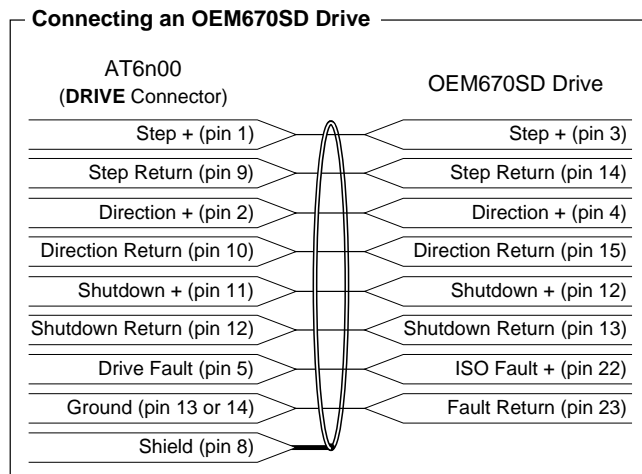 Connecting an OEM670SD Drive
AT6n00
(DRIVE Connector)
OEM670SD Drive
Step + (pin 1)
Step + (pin 3)
Step Return (pin 9)
Step Return (pin 14)
Direction + (pin 2)
Direction + (pin 4)
Direction Return (pin 10)
Direction Return (pin 15)
Shutdown + (pin 11)
Shutdown + (pin 12)
Shutdown Return (pin 12)
Shutdown Return (pin 13)
Drive Fault (pin 5)
ISO Fault + (pin 22)
Ground (pin 13 or 14)
Fault Return (pin 23)
Shield (pin 8)